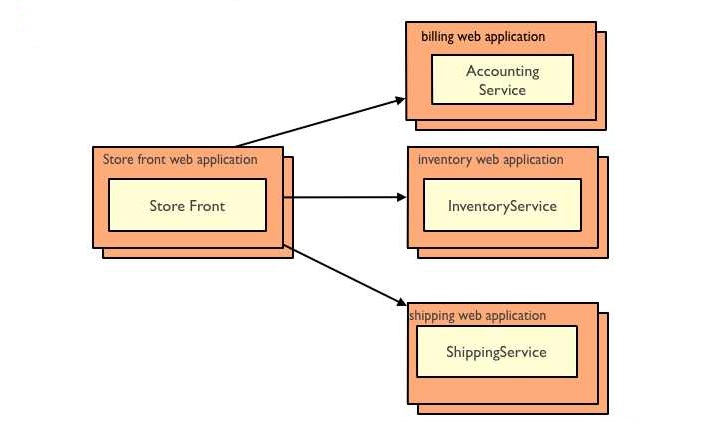 billing web application
Accounting
Service
Store front web application
Store Front
inventory web application
InventoryService
shipping web application
ShippingService